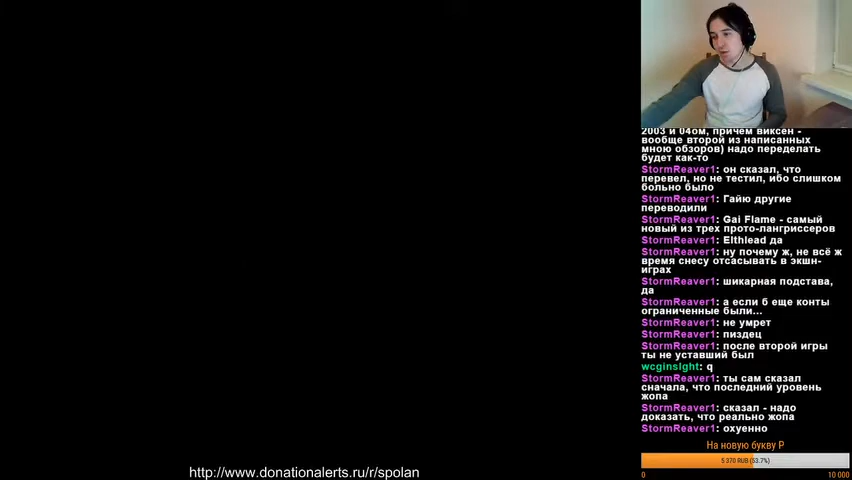 2003 и 04ом, причем виксен -
вообще второй из написанных
мною обзоров) надо переделать
будет как-то
StormReaver1: он сказал, что
перевел, но не тестил, ибо слишком
больно было
StormReaver1: Гайю другие
переводили
StormReaver1: Gai Flame - самый
новый из трех прото-лангриссеров
StormReaver1: Elthlead да
StormReaver1: ну почему ж, не всё ж
время снесу отсасывать в экшн-
играх
StormReaver1: шикарная подстава,
да
StormReaver1: а если б еще конты
ограниченные были...
StormReaver1: не умрет
StormReaver1: пиздец
StormReaver1: после второй игры
ты не уставший был
wcginsight: q
StormReaver1: ты сам сказал
сначала, что последний уровень
жопа
StormReaver1: сказал - надо
доказать, что реально жопа
StormReaver1: охуенно
На новую букву Р
5 370 RUB (53.7%)
0 10 000
http://www.donationalerts.ru/r/spolan